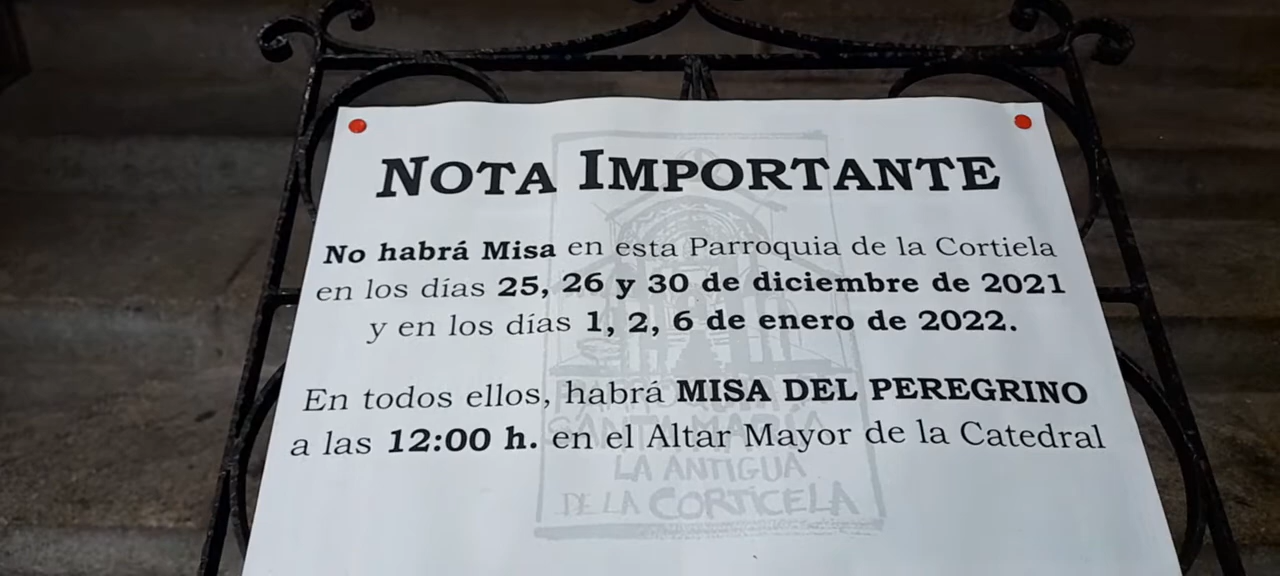 NOTA IMPORTANTE
No habrá Misa en esta Parroquia de la Cortiela
en los días 25, 26 y 30 de diciembre de 2021
y en los días 1, 2, 6 de enero de 2022.
En todos ellos, habrá MISA DEL PEREGRINO
a las 12:00 h. en el Altar Mayor de la Catedral
SANTA MARÍA
LA ANTIGUA
DE LA CORTICELA